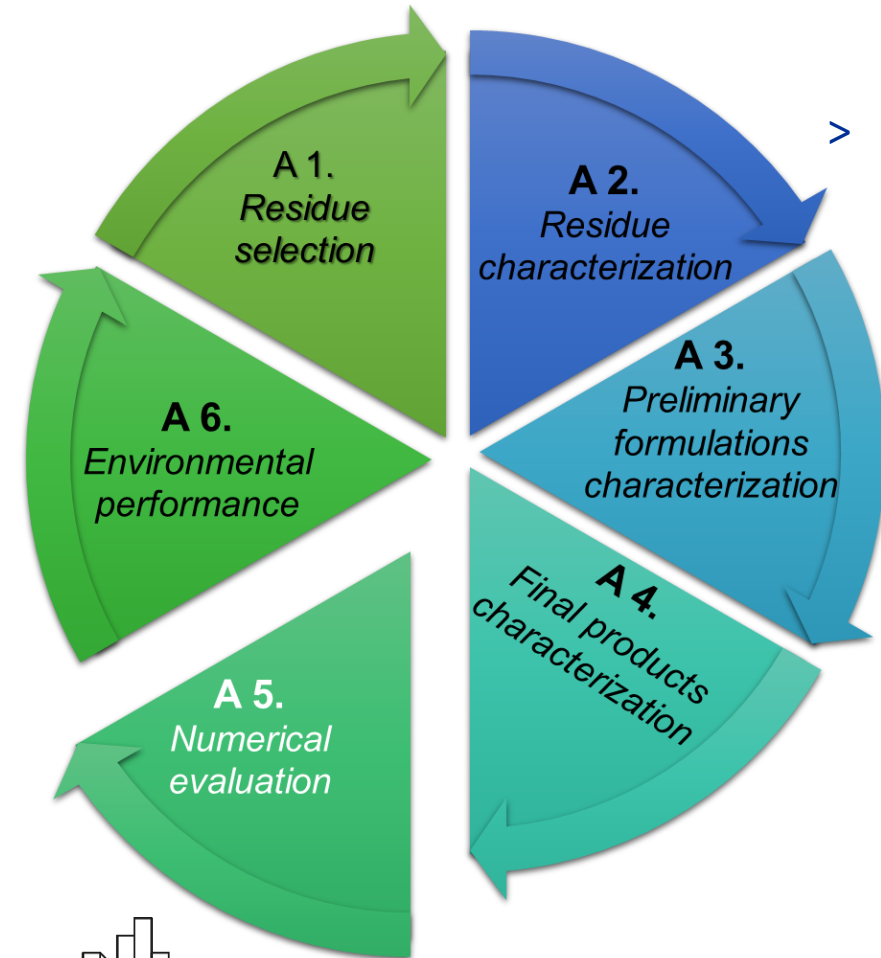 A 1.
Residue
selection
>
A 2.
Residue
characterization
A 3.
Preliminary
formulations
characterization
A 4.
Final products
characterization
A 5.
Numerical
evaluation
A 6.
Environmental
performance